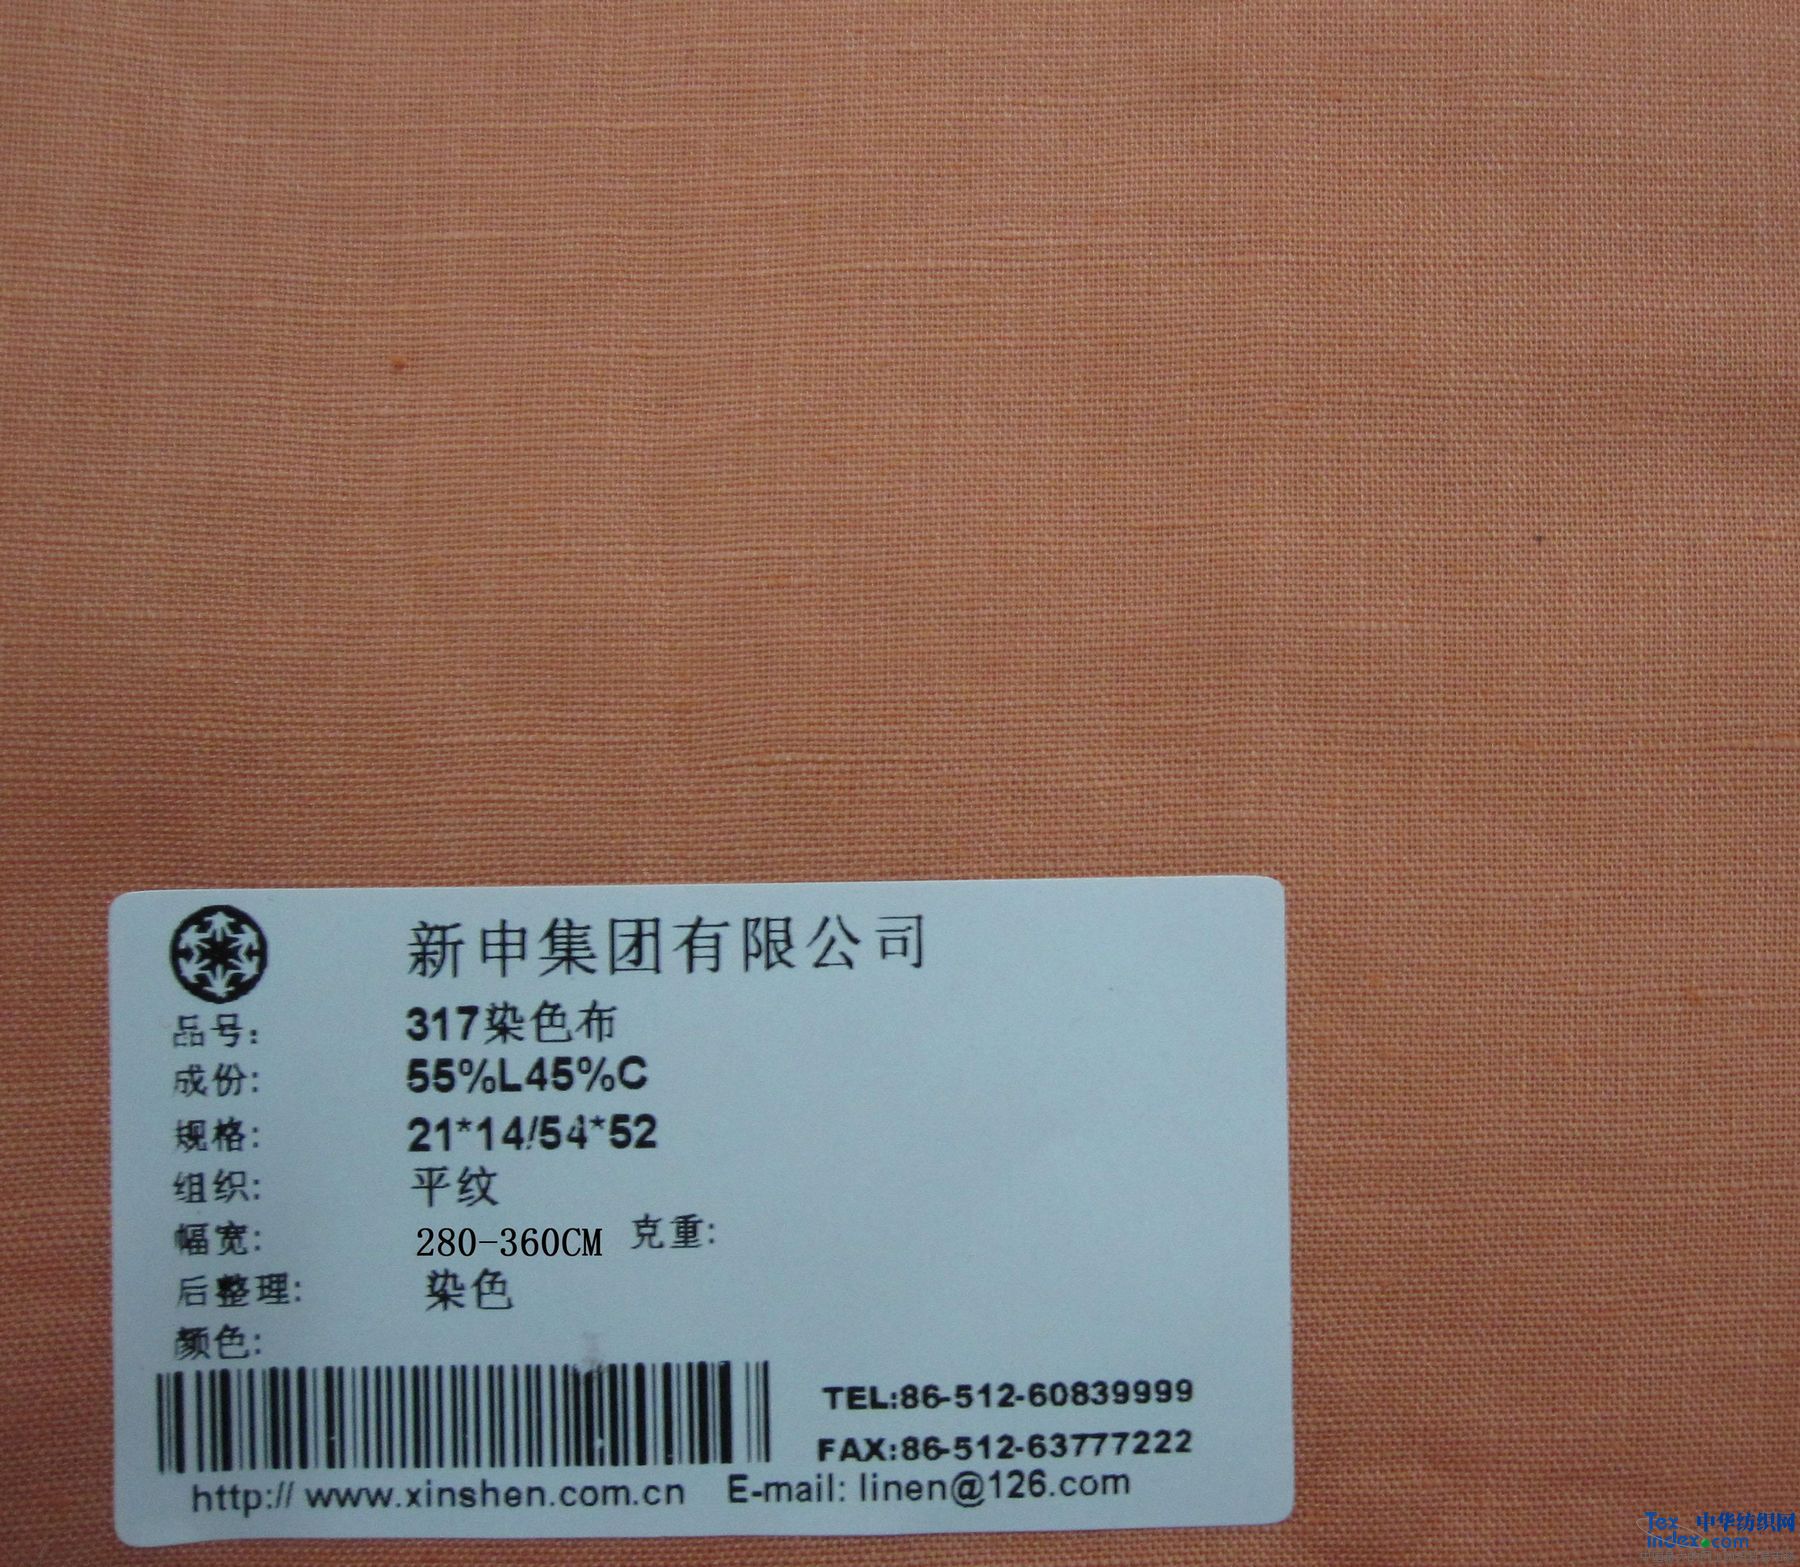 新申集团有限公司
品号: 317染色布
成份: 55%L45%C
规格: 21*14/54*52
组织: 平纹
幅宽: 280-360CM 克重:
后整理: 染色
颜色:
TEL:86-512-60839999
FAX:86-512-63777222
http:// www.xinshen.com.cn E-mail: linen@126.com
Tex 中华纺织网
index.com